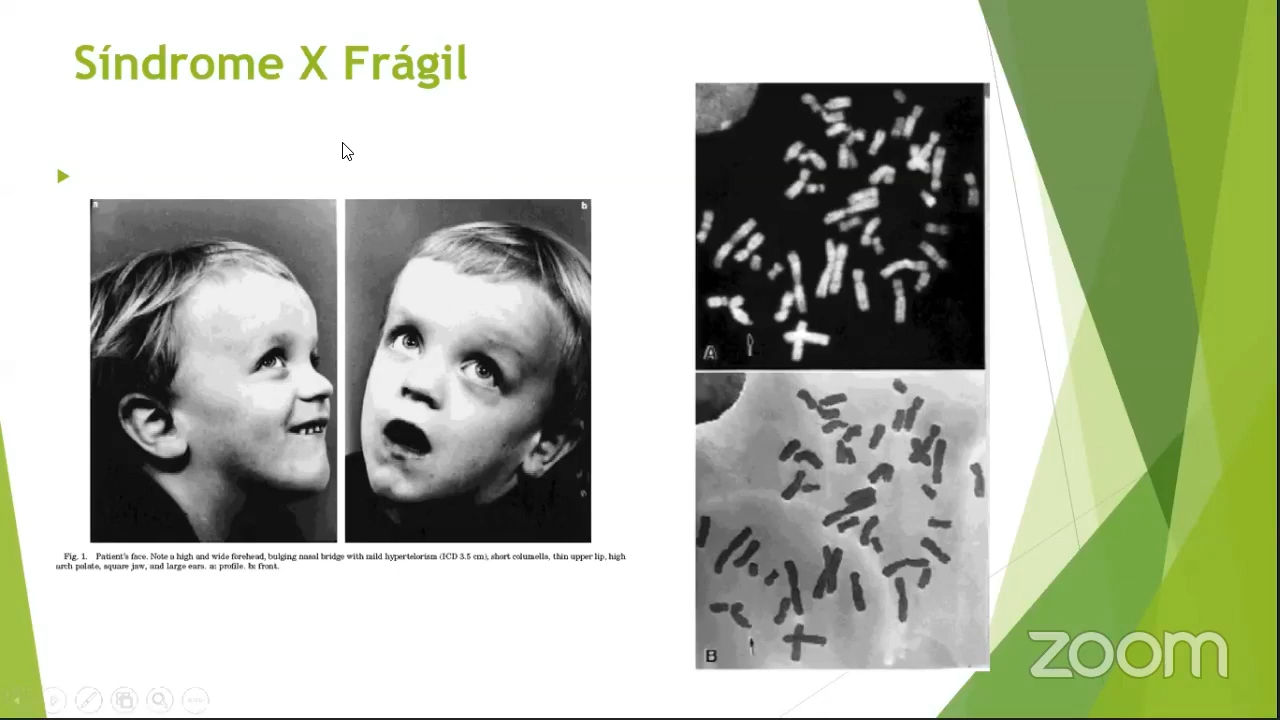 Síndrome X Frágil
a
b
Fig. 1. Patient's face. Note a high and wide forehead, bulging nasal bridge with mild hypertelorism (ICD 3.5 cm), short columella, thin upper lip, high
arch palate, square jaw, and large ears. a: profile. b: front.
A
B
zoom